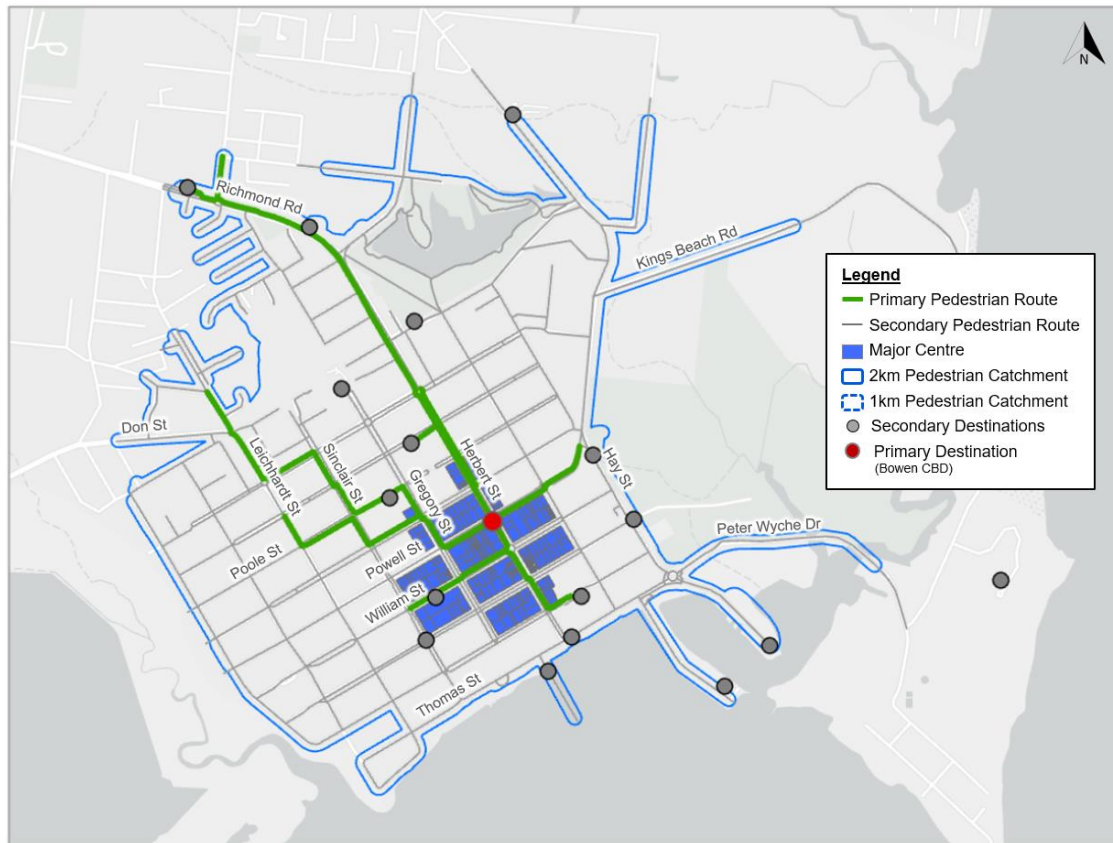 N
Richmond Rd
Kings Beach Rd
Legend
Primary Pedestrian Route
Secondary Pedestrian Route
Major Centre
2km Pedestrian Catchment
1km Pedestrian Catchment
Secondary Destinations
Primary Destination
(Bowen CBD)
Don St
Leichhardt St
Sinclair St
Gregory St
Herbert St
Hay St
Poole St
Powell St
William St
Peter Wyche Dr
Thomas St